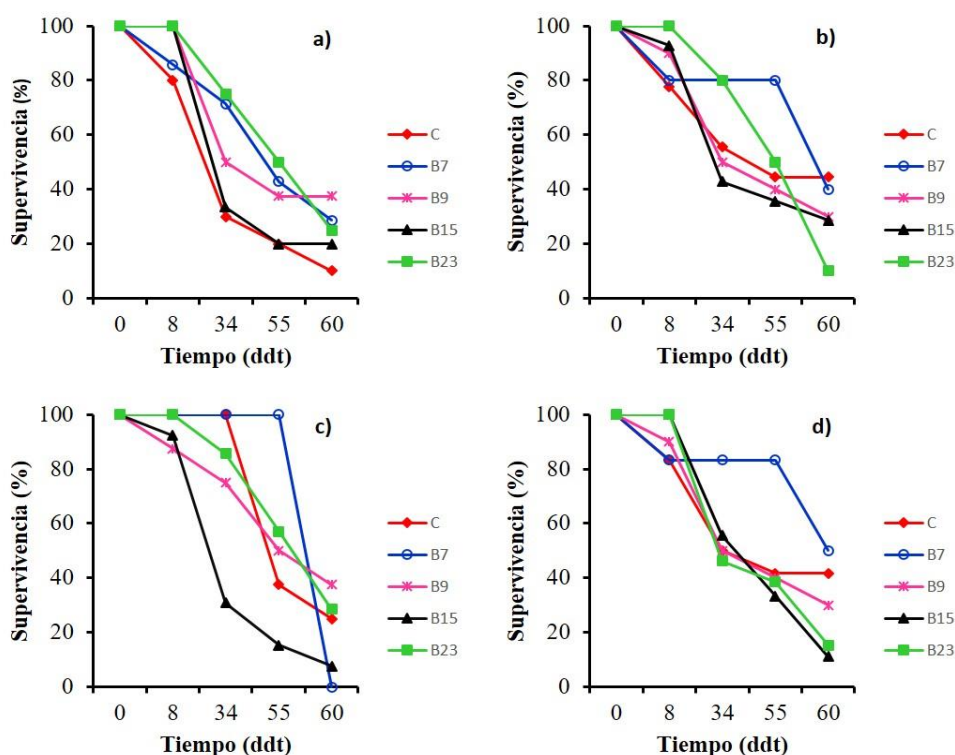 a)
Supervivencia (%)
100
80
60
40
20
0
0 8 34 55 60
Tiempo (ddt)
C
B7
B9
B15
B23
b)
Supervivencia (%)
100
80
60
40
20
0
0 8 34 55 60
Tiempo (ddt)
C
B7
B9
B15
B23
c)
Supervivencia (%)
100
80
60
40
20
0
0 8 34 55 60
Tiempo (ddt)
C
B7
B9
B15
B23
d)
Supervivencia (%)
100
80
60
40
20
0
0 8 34 55 60
Tiempo (ddt)
C
B7
B9
B15
B23